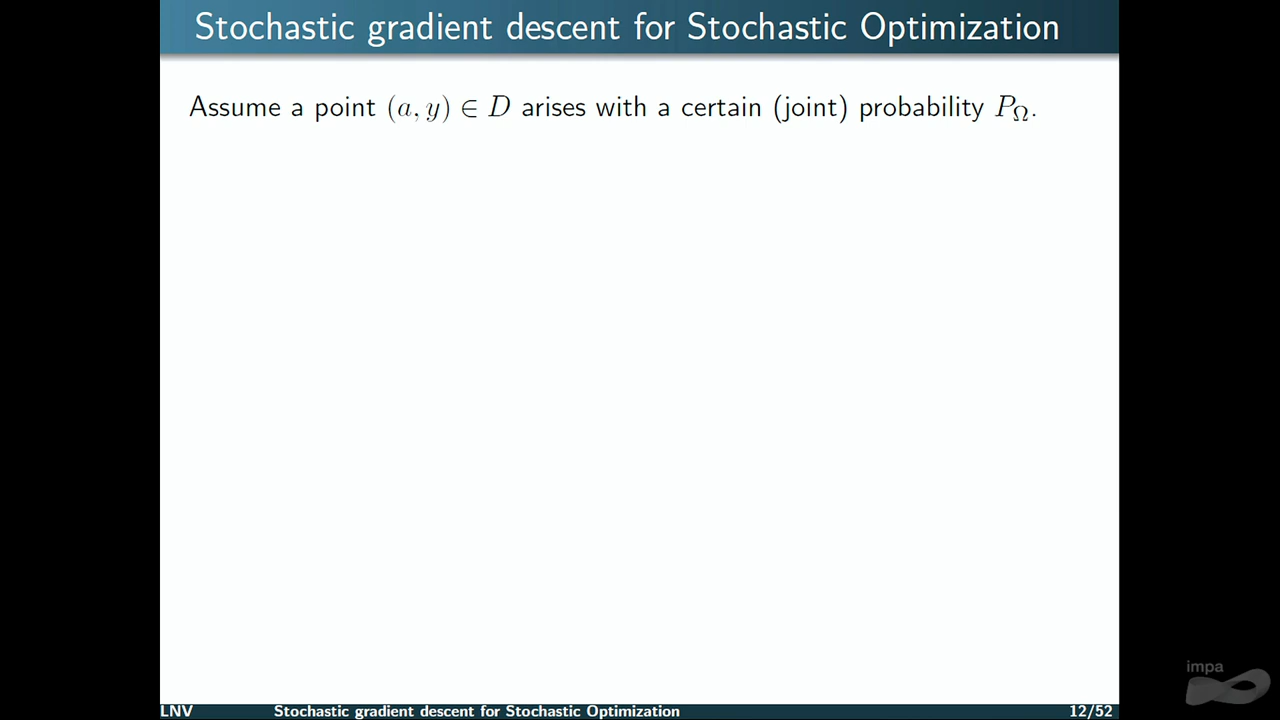 Stochastic gradient descent for Stochastic Optimization
Assume a point (a, y) ∈ D arises with a certain (joint) probability P_Ω.
impa
LNV Stochastic gradient descent for Stochastic Optimization 12/52